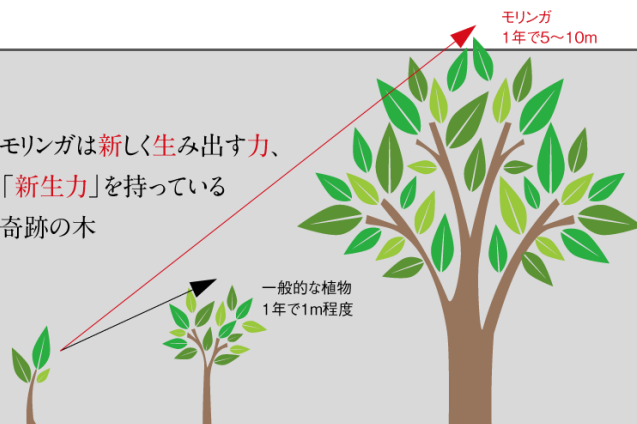 モリンガ
1年で5〜10m
モリンガは新しく生み出す力、
「新生力」を持っている
奇跡の木
一般的な植物
1年で1m程度